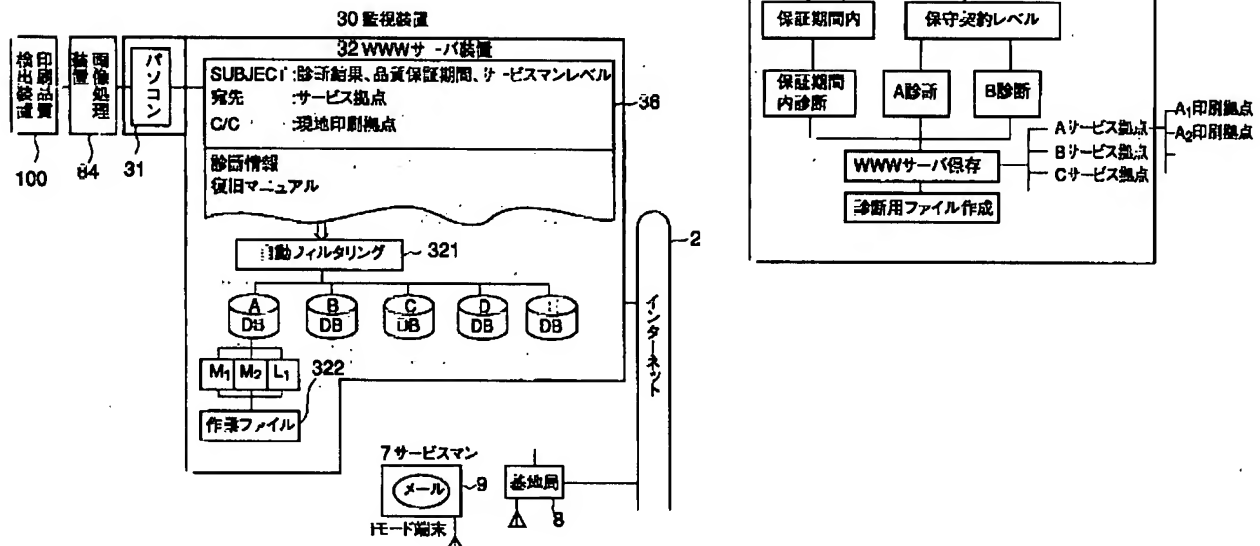 30 監視装置
32 WWWサーバ装置
印刷品質
検出装置
画像処理
装置
パソコン
100
84
31
SUBJECT :診断結果、品質保証期間、サービスマンレベル
宛先 :サービス拠点
C/C :現地印刷拠点
38
診断情報
復旧マニュアル
自動フィルタリング
321
A
DB
B
DB
C
DB
D
DB
DB
M₁
M₂
L₁
322
作業ファイル
インターネット
2
7 サービスマン
メール
9
iモード端末
基地局
8
保証期間内
保守契約レベル
保証期間
内診断
A診断
B診断
WWWサーバ保存
診断用ファイル作成
Aサービス拠点
Bサービス拠点
Cサービス拠点
A₁印刷拠点
A₂印刷拠点